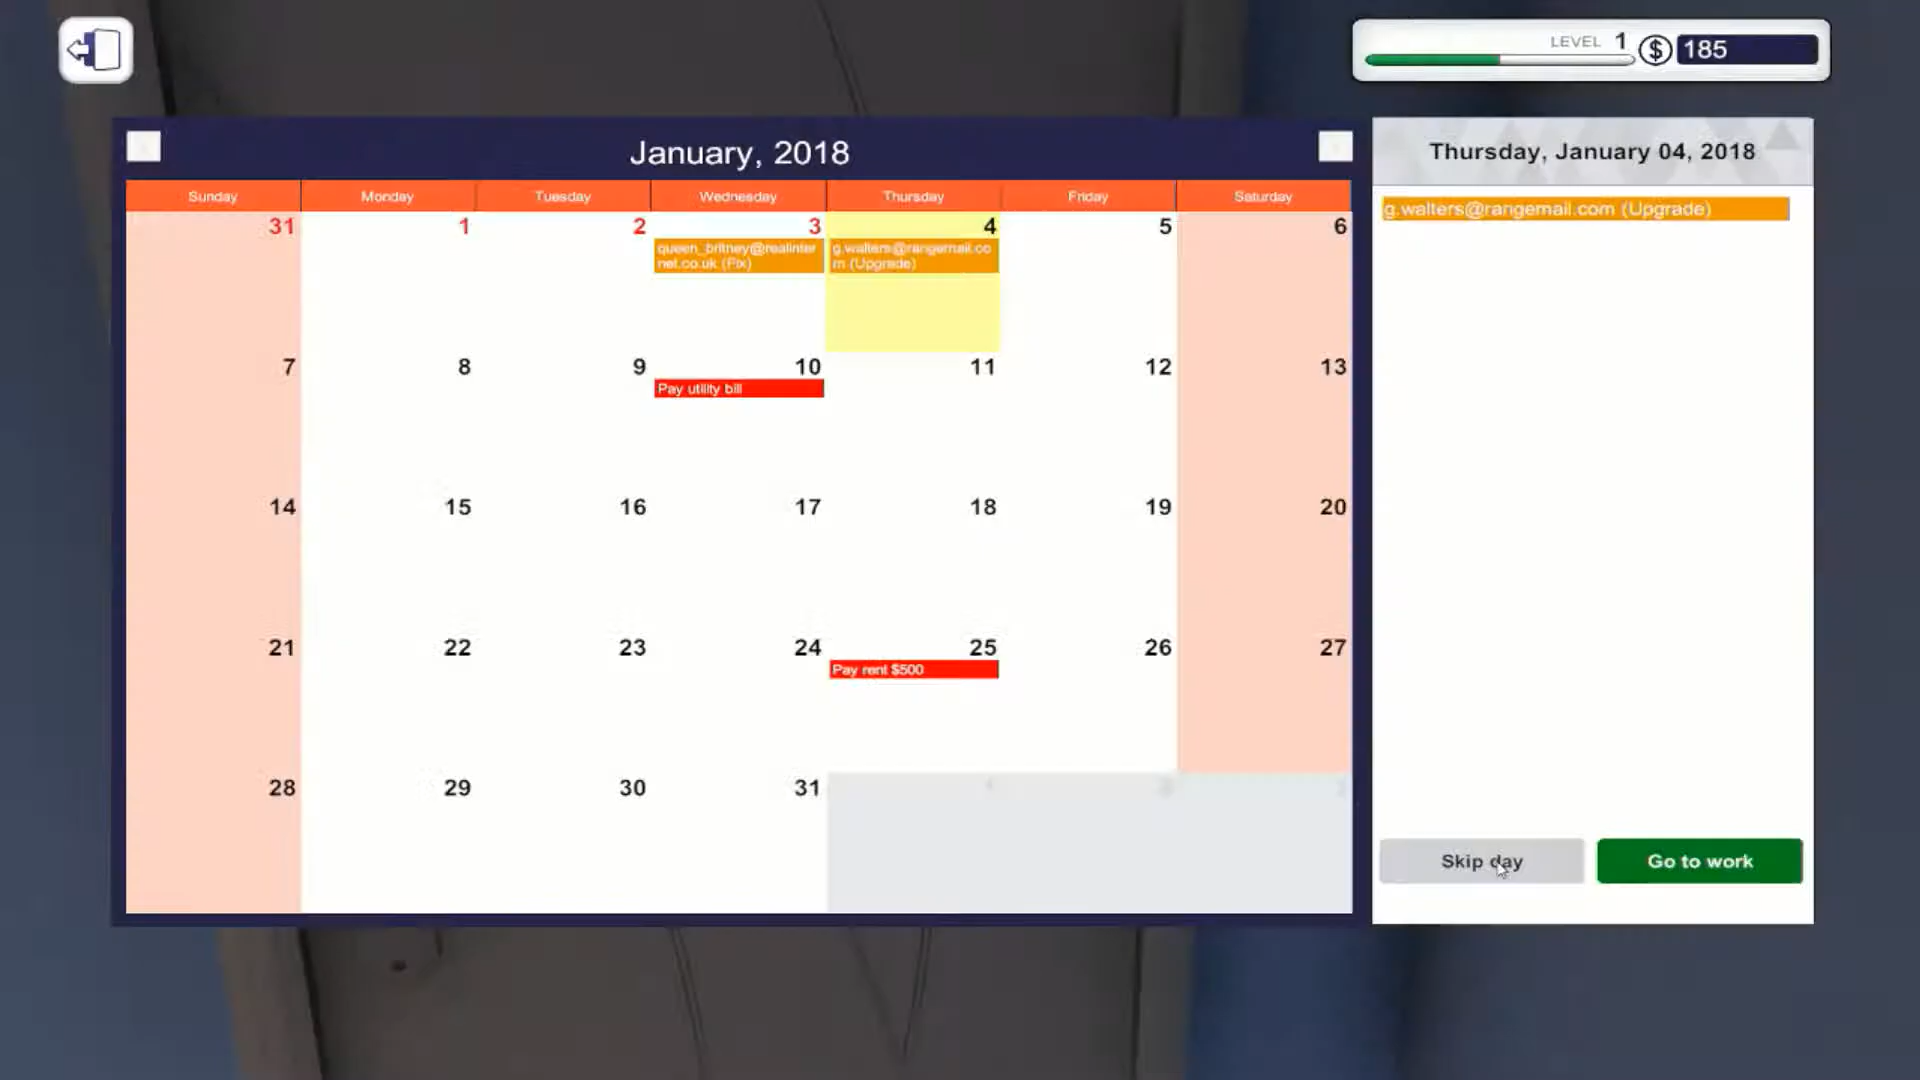 LEVEL 1
185
January, 2018
Thursday, January 04, 2018
Sunday Monday Tuesday Wednesday Thursday Friday Saturday
g.walters@rangemail.com (Upgrade)
31 1 2 3 4 5 6
queen_britney@realinter
net.co.uk (Fix)
g.walters@rangemail.co
m (Upgrade)
7 8 9 10 11 12 13
Pay utility bill
14 15 16 17 18 19 20
21 22 23 24 25 26 27
Pay rent $500
28 29 30 31
Skip day
Go to work